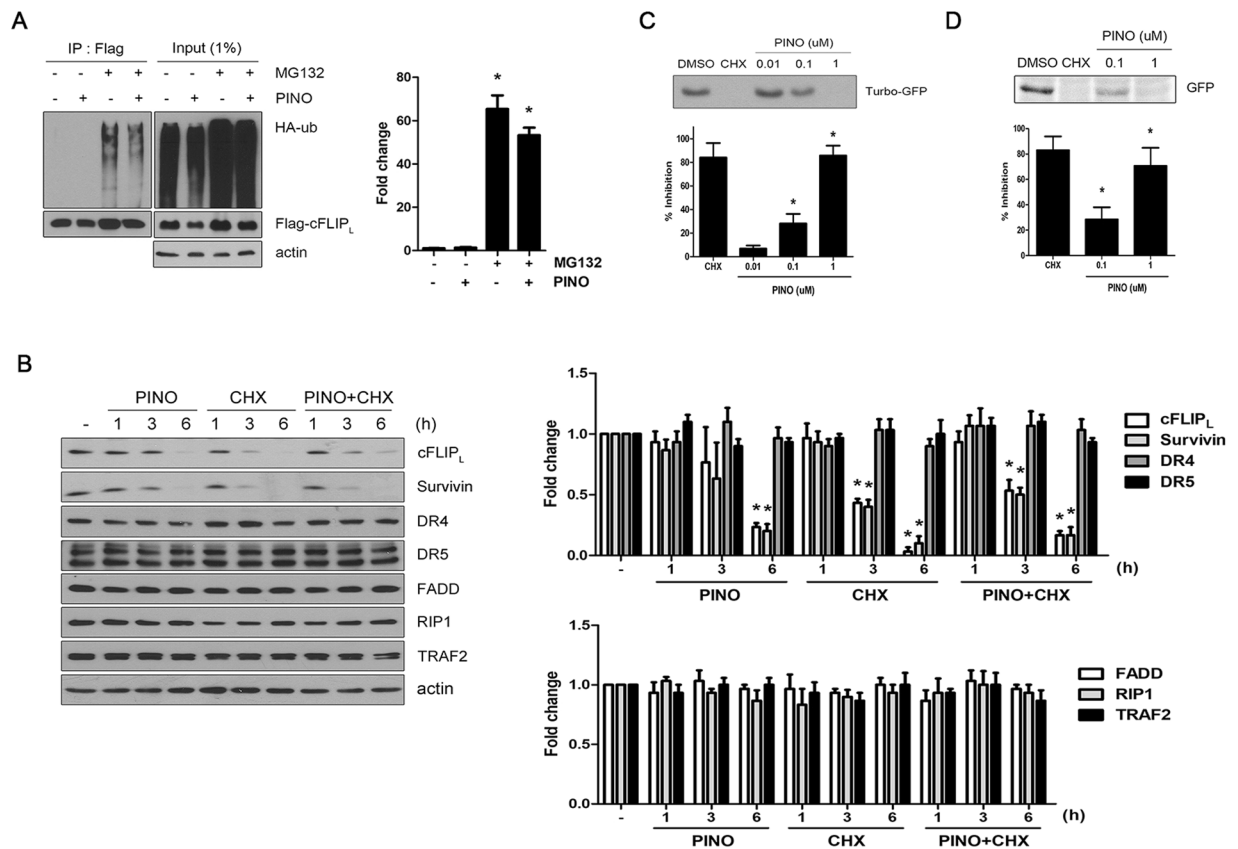 A
IP : Flag Input (1%)
- - + + - - + + MG132
- + - + - + - + PINO
HA-ub
Flag-cFLIPL
actin
Fold change
80
60
40
20
0
* *
- - + + MG132
- + - + PINO
C
PINO (uM)
DMSO CHX 0.01 0.1 1
Turbo-GFP
% Inhibition
100
80
60
40
20
0
* *
CHX 0.01 0.1 1
PINO (uM)
D
PINO (uM)
DMSO CHX 0.1 1
GFP
% Inhibition
100
80
60
40
20
0
* *
CHX 0.1 1
PINO (uM)
B
PINO CHX PINO+CHX
- 1 3 6 1 3 6 1 3 6 (h)
cFLIPL
Survivin
DR4
DR5
FADD
RIP1
TRAF2
actin
Fold change
1.5
1.0
0.5
0.0
* * * * * * * * * *
- 1 3 6 1 3 6 1 3 6 (h)
PINO CHX PINO+CHX
cFLIPL
Survivin
DR4
DR5
Fold change
1.5
1.0
0.5
0.0
- 1 3 6 1 3 6 1 3 6 (h)
PINO CHX PINO+CHX
FADD
RIP1
TRAF2